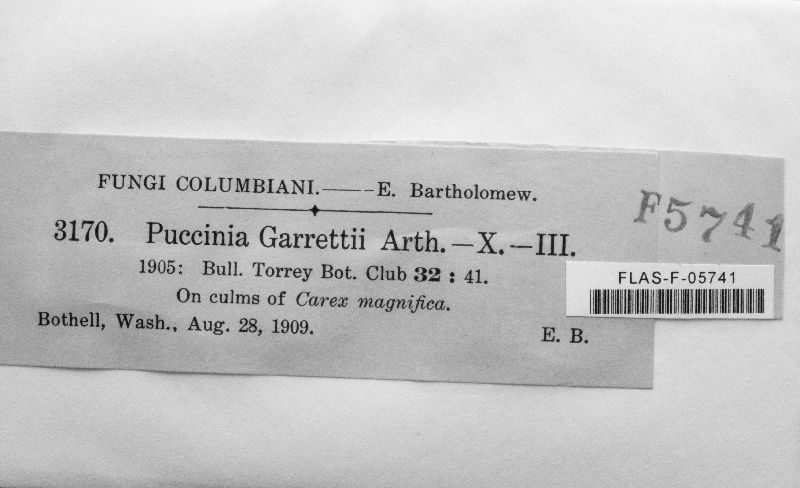 FUNGI COLUMBIANI.——E. Bartholomew.
3170. Puccinia Garrettii Arth.—X.—III.
1905: Bull. Torrey Bot. Club 32 : 41.
On culms of Carex magnifica.
Bothell, Wash., Aug. 28, 1909.
E. B.
F5741
FLAS-F-05741